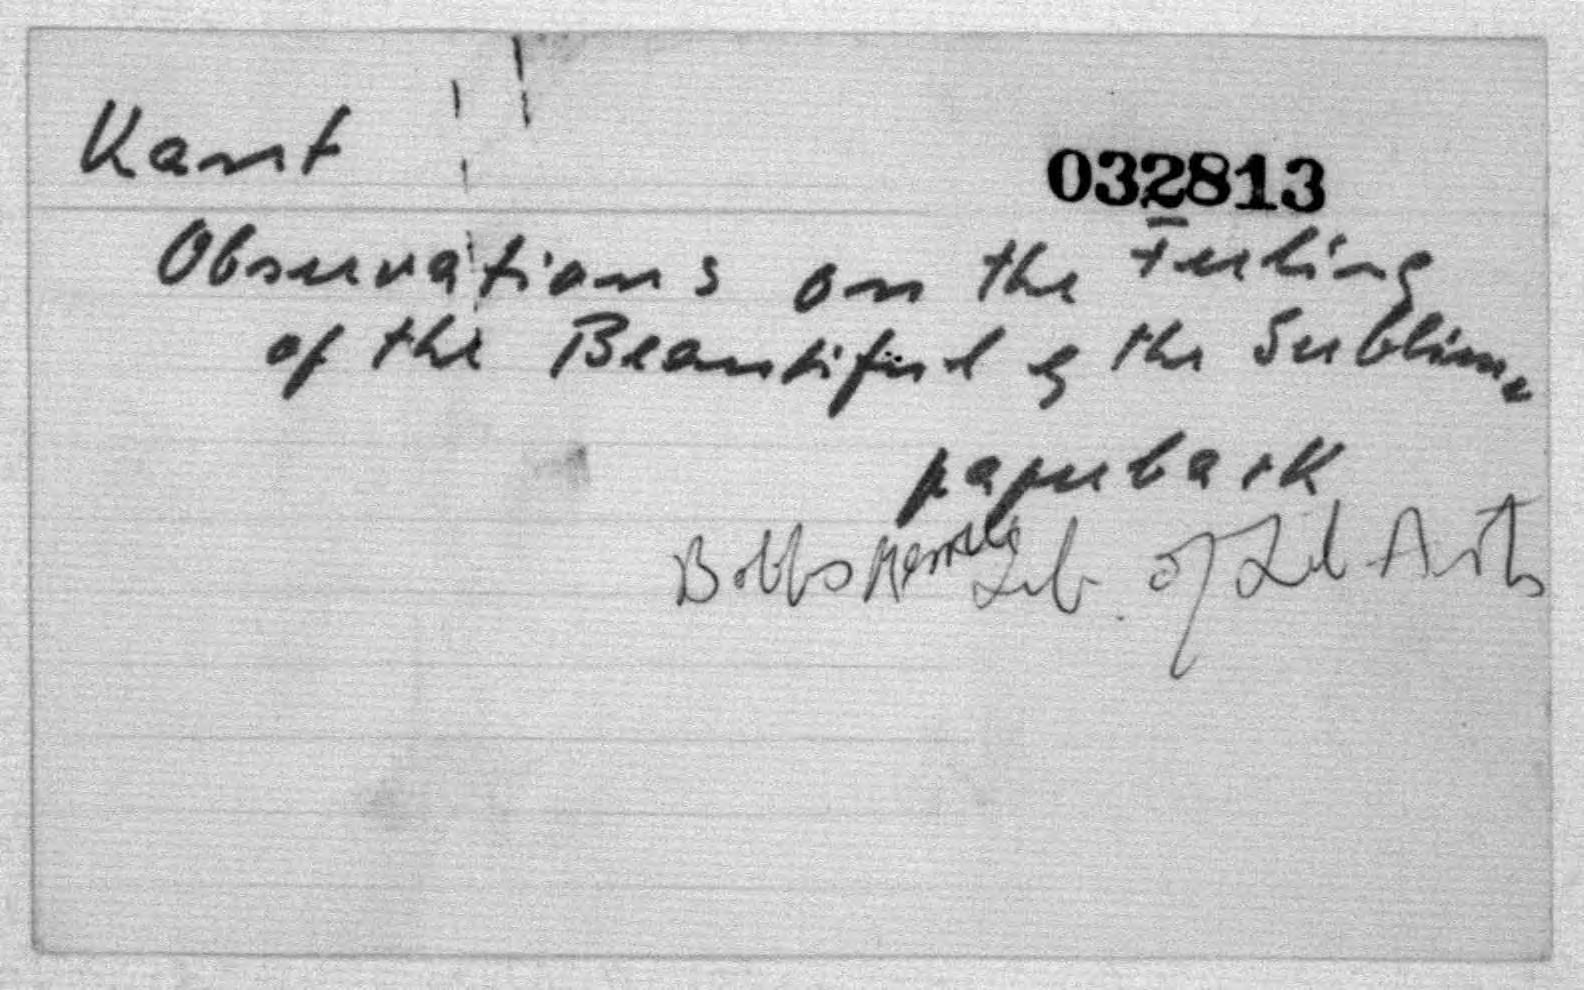 Kant
032813
Observations on the Feeling
of the Beautiful & the Sublime
paperback
Bobbs Merrill Lib. of Lib Arts